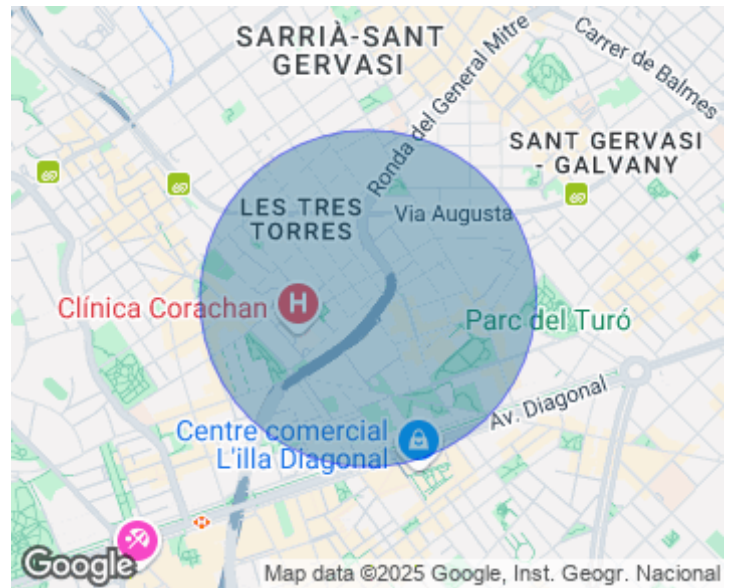 SARRIÀ-SANT
GERVASI
Ronda del General Mitre
Carrer de Balmes
SANT GERVASI
- GALVANY
LES TRES
TORRES
Via Augusta
Clínica Corachan
H
Parc del Turó
Av. Diagonal
Centre comercial
L'illa Diagonal
Google
Map data ©2025 Google, Inst. Geogr. Nacional